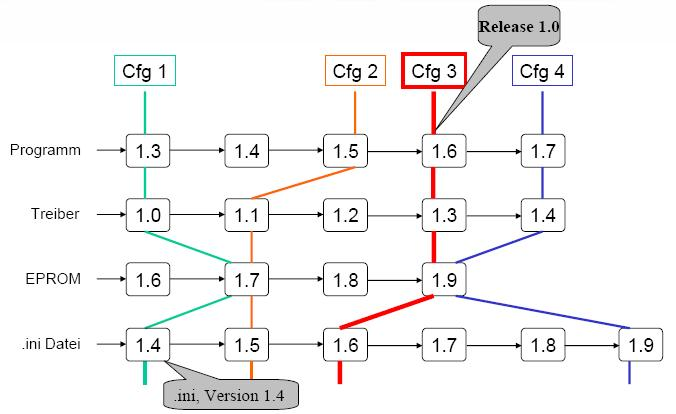 Release 1.0
Cfg 1 Cfg 2 Cfg 3 Cfg 4
Programm 1.3 1.4 1.5 1.6 1.7
Treiber 1.0 1.1 1.2 1.3 1.4
EPROM 1.6 1.7 1.8 1.9
.ini Datei 1.4 1.5 1.6 1.7 1.8 1.9
.ini, Version 1.4